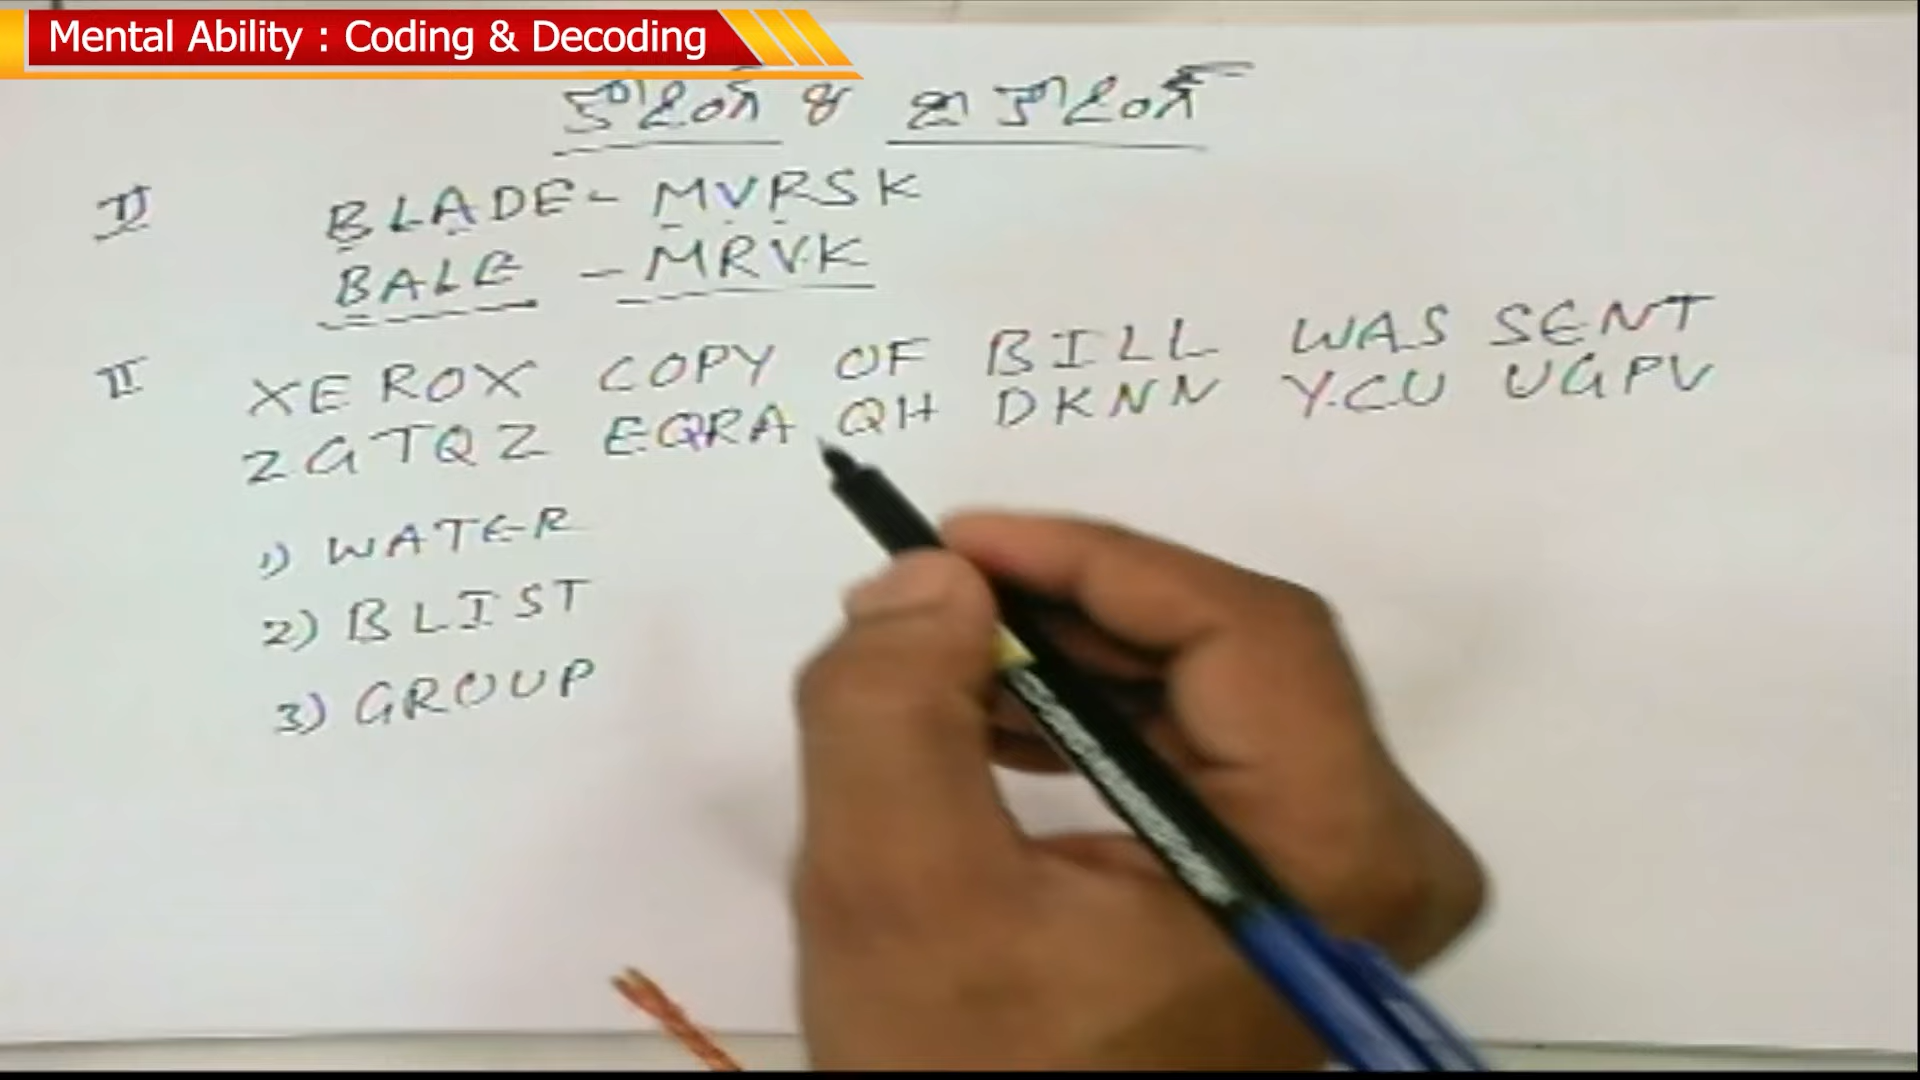 Mental Ability : Coding & Decoding
కోడింగ్ & డీకోడింగ్
I BLADE - MVRSK
BALE - MRVK
II XEROX COPY OF BILL WAS SENT
ZGTQZ EQRA QH DKNN YCU UGPV
1) WATER
2) BLIST
3) GROUP